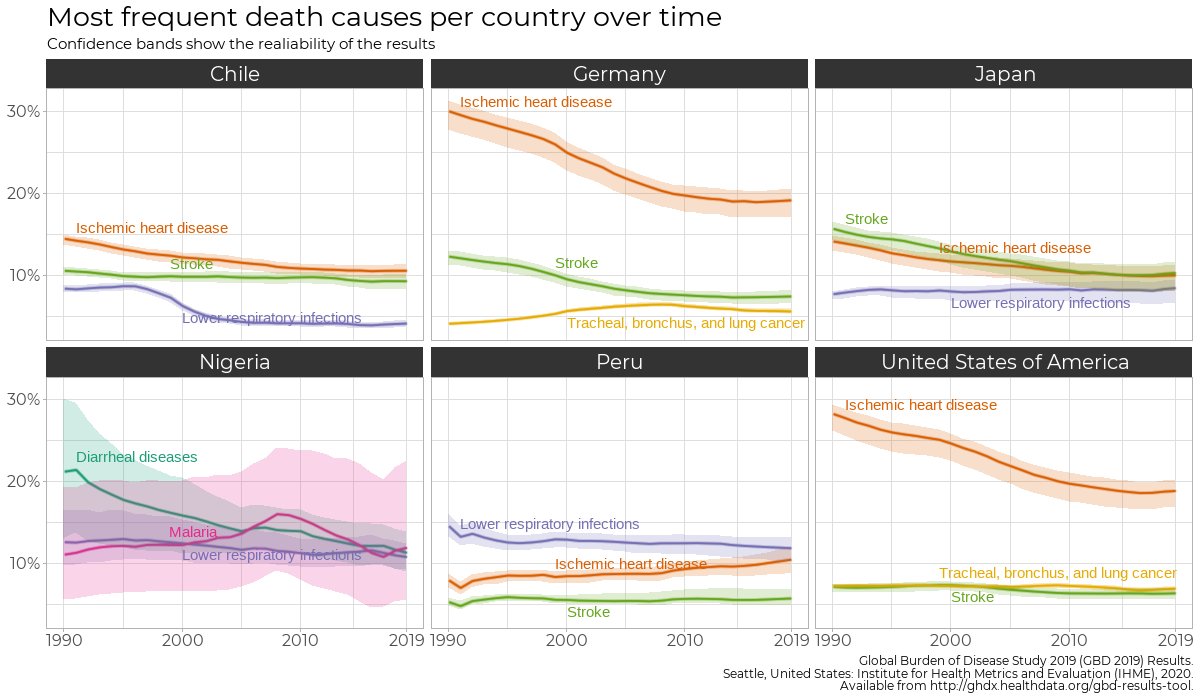 Most frequent death causes per country over time
Confidence bands show the realiability of the results
Chile
Germany
Japan
30%
20%
10%
Ischemic heart disease
Stroke
Lower respiratory infections
Ischemic heart disease
Stroke
Tracheal, bronchus, and lung cancer
Stroke
Ischemic heart disease
Lower respiratory infections
Nigeria
Peru
United States of America
30%
20%
10%
Diarrheal diseases
Malaria
Lower respiratory infections
Lower respiratory infections
Ischemic heart disease
Stroke
Ischemic heart disease
Tracheal, bronchus, and lung cancer
Stroke
1990 2000 2010 2019
1990 2000 2010 2019
1990 2000 2010 2019
Global Burden of Disease Study 2019 (GBD 2019) Results.
Seattle, United States: Institute for Health Metrics and Evaluation (IHME), 2020.
Available from http://ghdx.healthdata.org/gbd-results-tool.